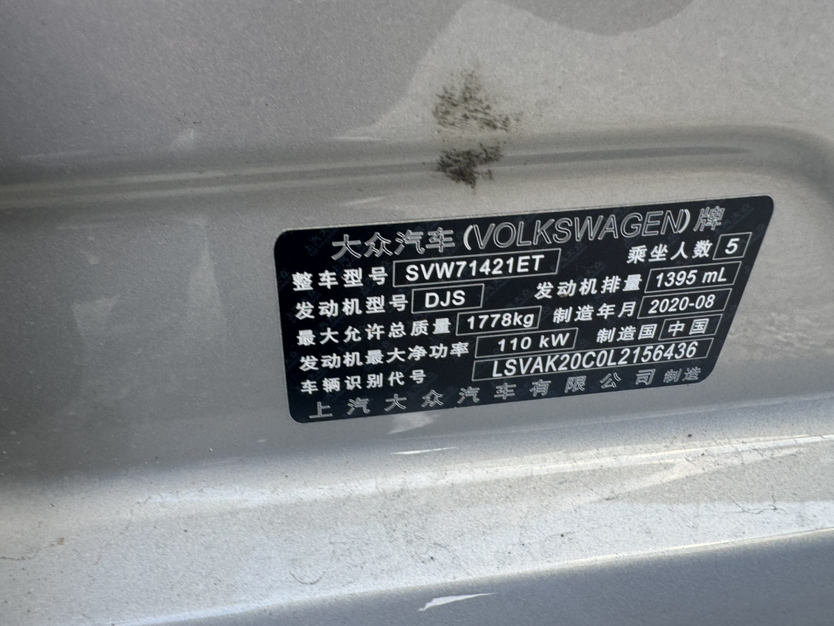 大众汽车(VOLKSWAGEN)牌
整车型号 SVW71421ET 乘坐人数 5
发动机型号 DJS 发动机排量 1395 mL
最大允许总质量 1778kg 制造年月 2020-08
发动机最大净功率 110 kW 制造国 中国
车辆识别代号 LSVAK20C0L2156436
上汽大众汽车有限公司制造